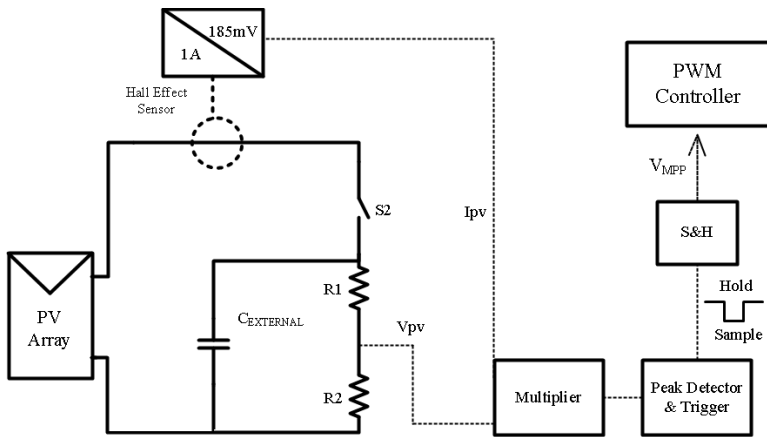 185mV
1A
Hall Effect
Sensor
PWM
Controller
VMPP
S2
Ipv
S&H
PV
Array
CEXTERNAL
R1
Vpv
Hold
Sample
R2
Multiplier
Peak Detector
& Trigger